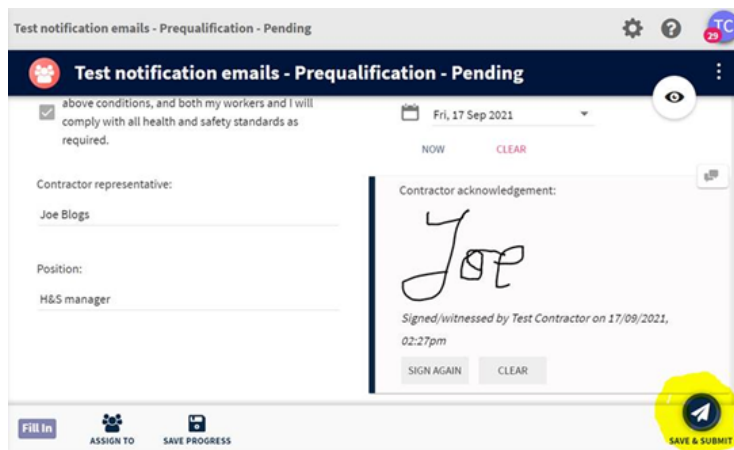 Test notification emails - Prequalification - Pending
TC
29
Test notification emails - Prequalification - Pending
above conditions, and both my workers and I will
comply with all health and safety standards as
required.
Fri, 17 Sep 2021
NOW CLEAR
Contractor representative:
Joe Blogs
Position:
H&S manager
Contractor acknowledgement:
Joe
Signed/witnessed by Test Contractor on 17/09/2021,
02:27pm
SIGN AGAIN CLEAR
Fill In
ASSIGN TO
SAVE PROGRESS
SAVE & SUBMIT